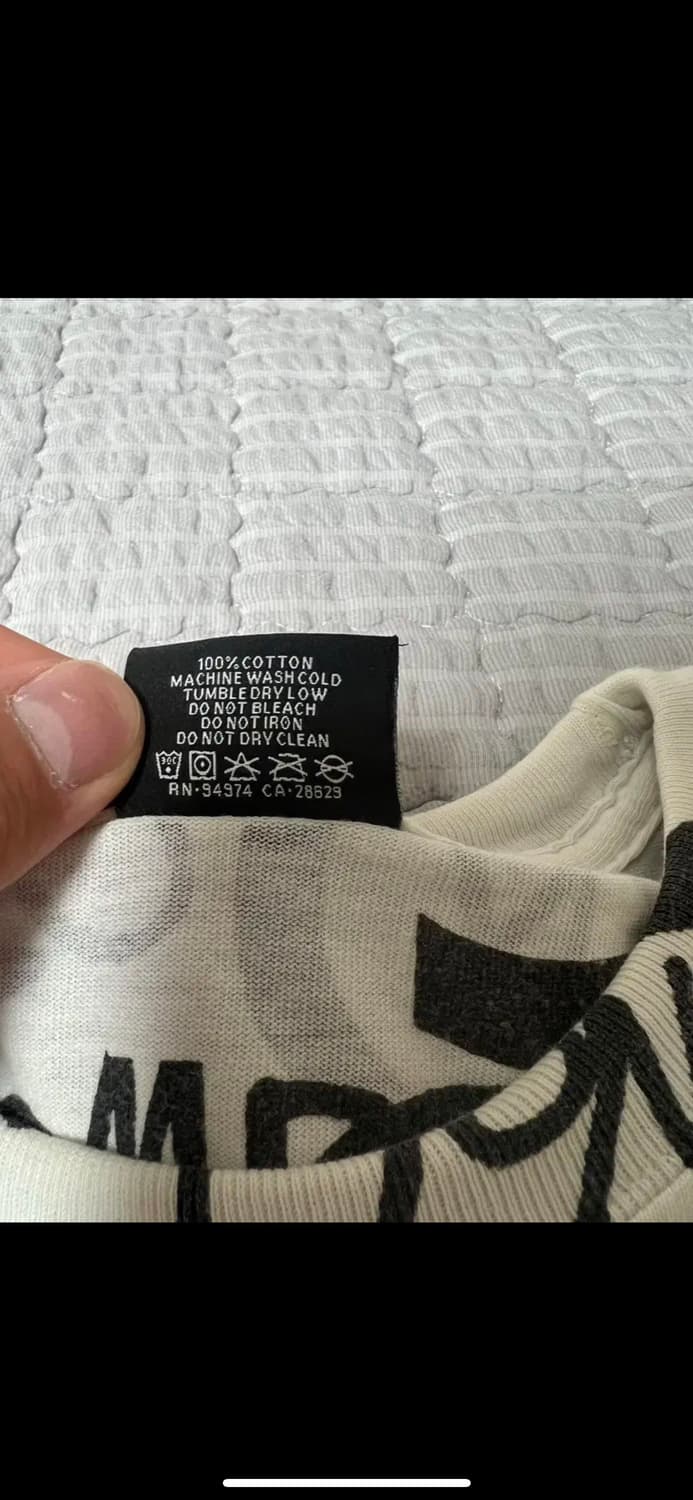 100% COTTON
MACHINE WASH COLD
TUMBLE DRY LOW
DO NOT BLEACH
DO NOT IRON
DO NOT DRY CLEAN
30C
RN·94974 CA·28629